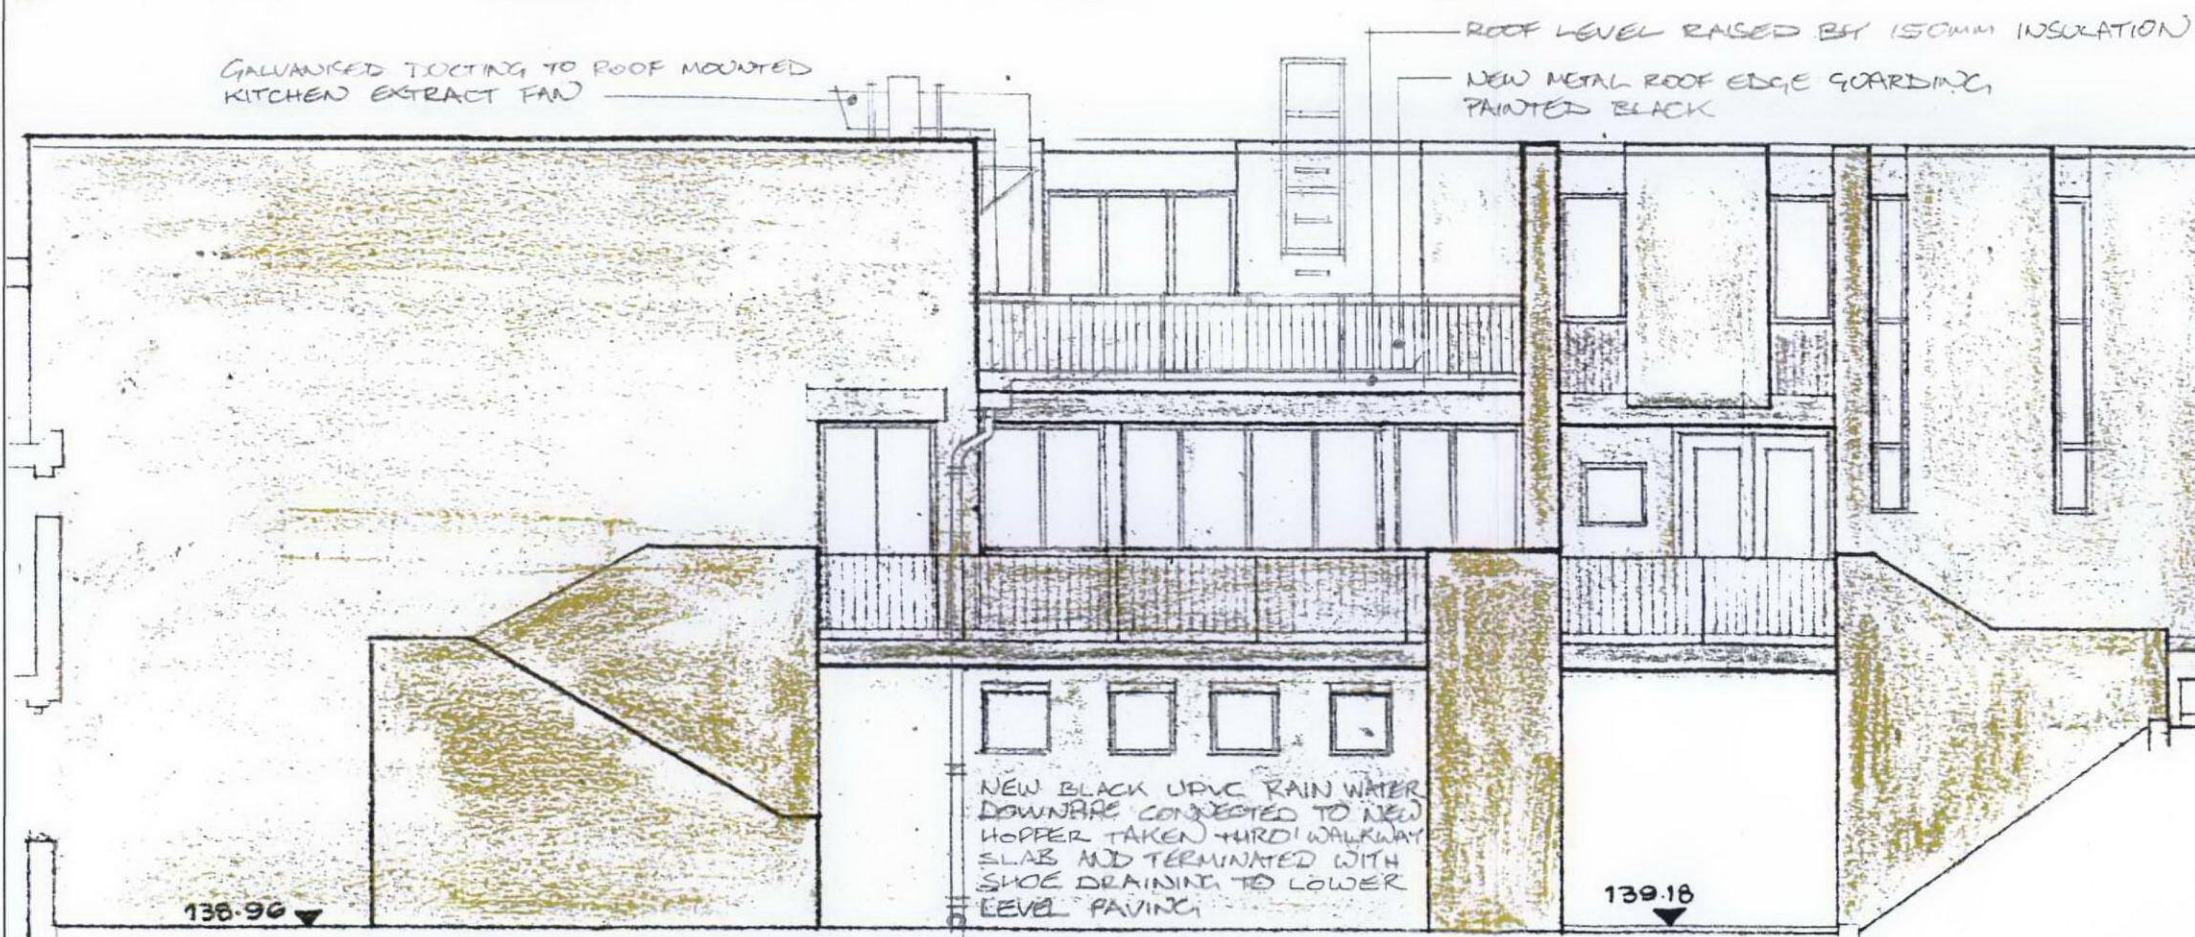 GALVANISED DUCTING TO ROOF MOUNTED
KITCHEN EXTRACT FAN
ROOF LEVEL RAISED BY 150MM INSULATION
NEW METAL ROOF EDGE GUARDING
PAINTED BLACK
NEW BLACK UPVC RAIN WATER
DOWNPIPE CONNECTED TO NEW
HOPPER TAKEN THRO' WALKWAY
SLAB AND TERMINATED WITH
SHOE DRAINING TO LOWER
LEVEL PAVING
138.96
139.18